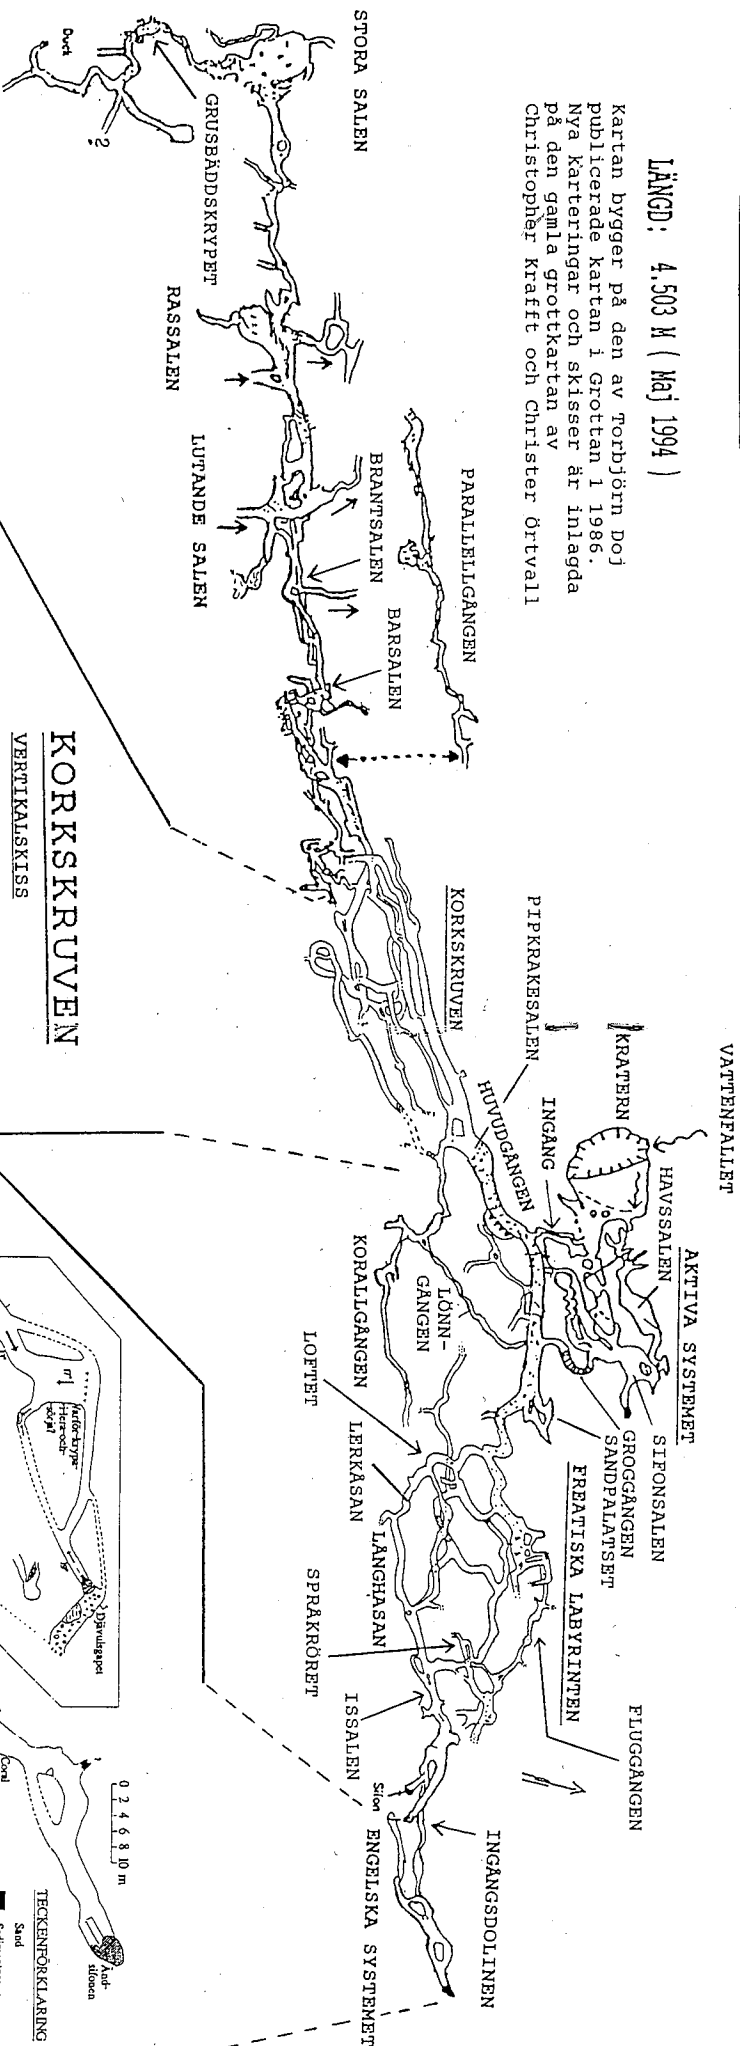 LÄNGD: 4.503 M ( Maj 1994 )
Kartan bygger på den av Torbjörn Doj
publicerade kartan i Grottan 1 1986.
Nya karteringar och skisser är inlagda
på den gamla grottkartan av
Christopher Krafft och Christer Örtvall
STORA SALEN
GRUSBÄDDSKRYPET
Duck
?
RASSALEN
LUTANDE SALEN
BRANTSALEN
BARSALEN
PARALLELLGÅNGEN
KORKSKRUVEN
VERTIKALSKISS
KORKSKRUVEN
PIPKRAKESALEN
HUVUDGÅNGEN
INGÅNG
KRATERN
VATTENFALLET
HAVSSALEN
AKTIVA SYSTEMET
SIFONSALEN
GROGGÅNGEN
SANDPALATSET
LÖNN-
GÅNGEN
KORALLGÅNGEN
LOFTET
LERKÅSAN
LÅNGHASAN
SPRÅKRÖRET
ISSALEN
FREATISKA LABYRINTEN
FLUGGÅNGEN
Sifon
INGÅNGSDOLINEN
ENGELSKA SYSTEMET
Djävulsgapet
0 2 4 6 8 10 m
Änd-
sifonen
TECKENFÖRKLARING
Sand